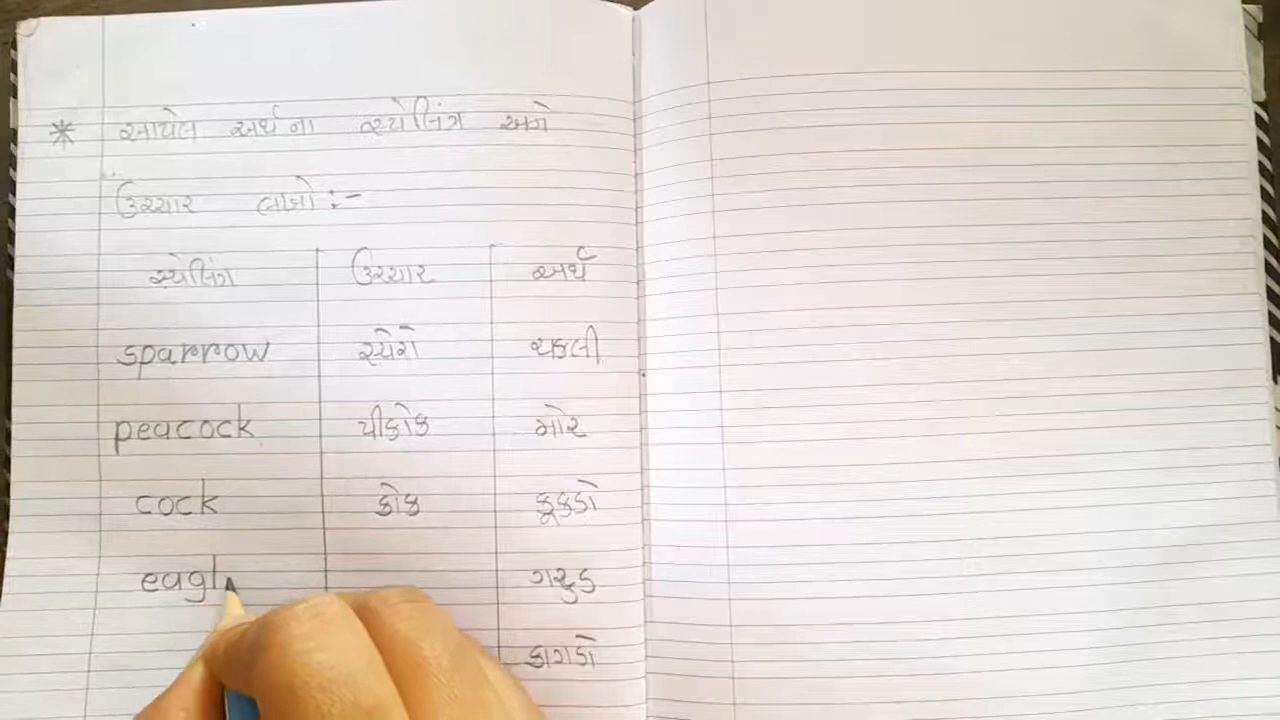 * આપેલ અર્થના સ્પેલિંગ અને
ઉચ્ચાર લખો :-
સ્પેલિંગ ઉચ્ચાર અર્થ
sparrow સ્પેરો ચકલી
peacock પીકોક મોર
cock કોક કૂકડો
eagl ગરુડ
કાગડો